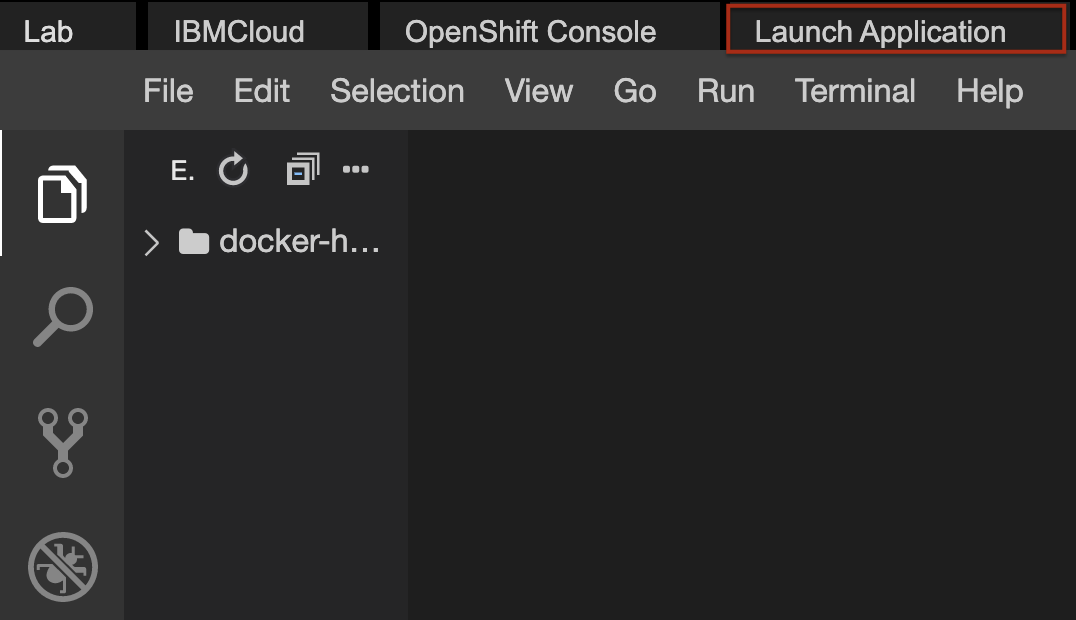 Lab IBMCloud OpenShift Console Launch Application
File Edit Selection View Go Run Terminal Help
E.
docker-h...